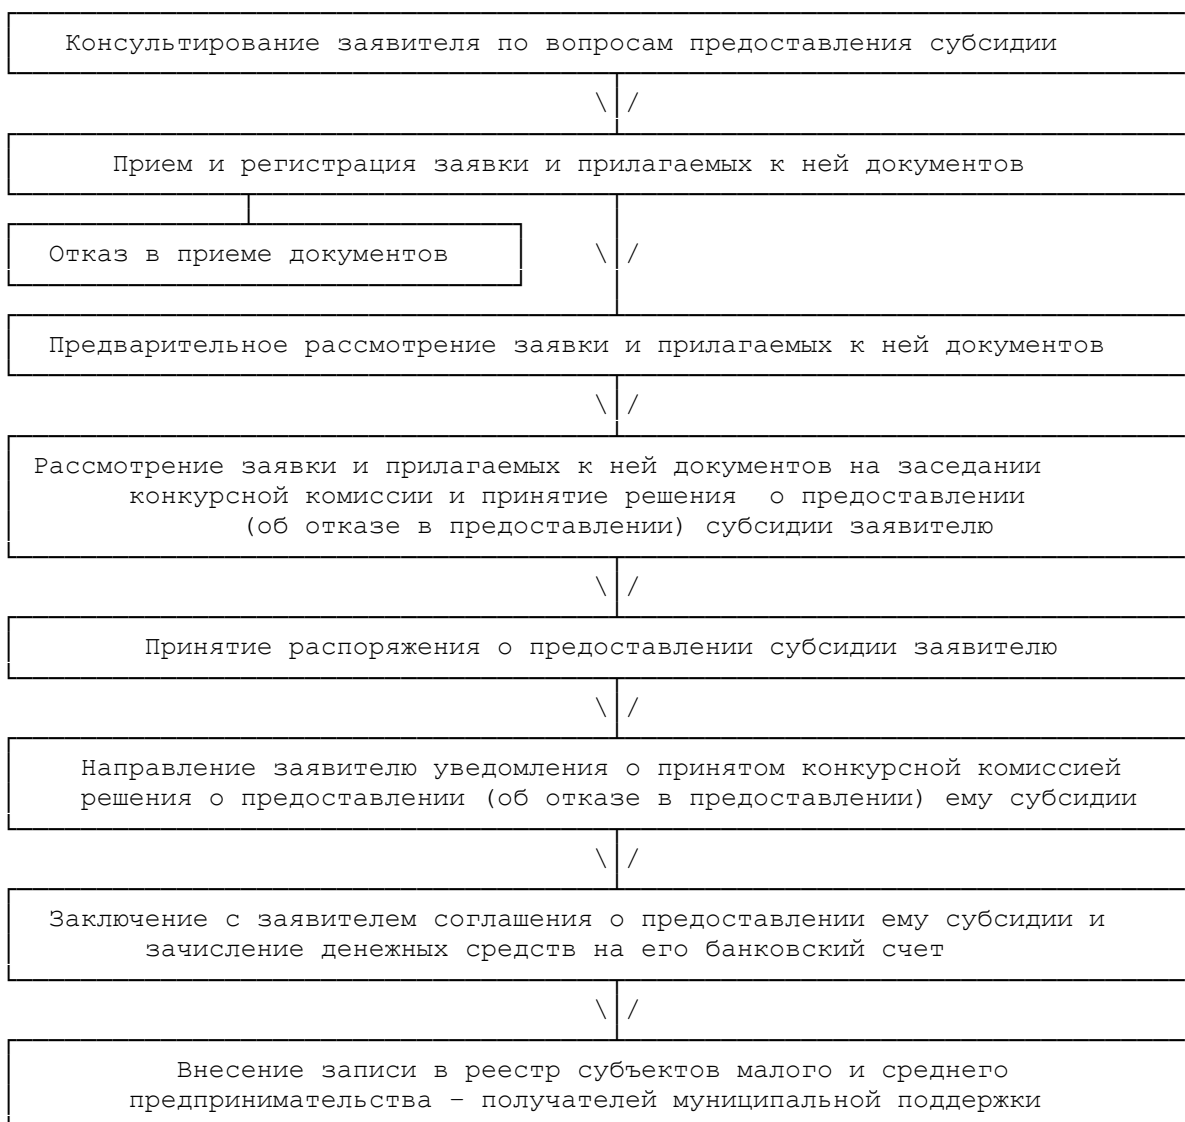 Консультирование заявителя по вопросам предоставления субсидии
Прием и регистрация заявки и прилагаемых к ней документов
Отказ в приеме документов
Предварительное рассмотрение заявки и прилагаемых к ней документов
Рассмотрение заявки и прилагаемых к ней документов на заседании
конкурсной комиссии и принятие решения о предоставлении
(об отказе в предоставлении) субсидии заявителю
Принятие распоряжения о предоставлении субсидии заявителю
Направление заявителю уведомления о принятом конкурсной комиссией
решения о предоставлении (об отказе в предоставлении) ему субсидии
Заключение с заявителем соглашения о предоставлении ему субсидии и
зачисление денежных средств на его банковский счет
Внесение записи в реестр субъектов малого и среднего
предпринимательства – получателей муниципальной поддержки